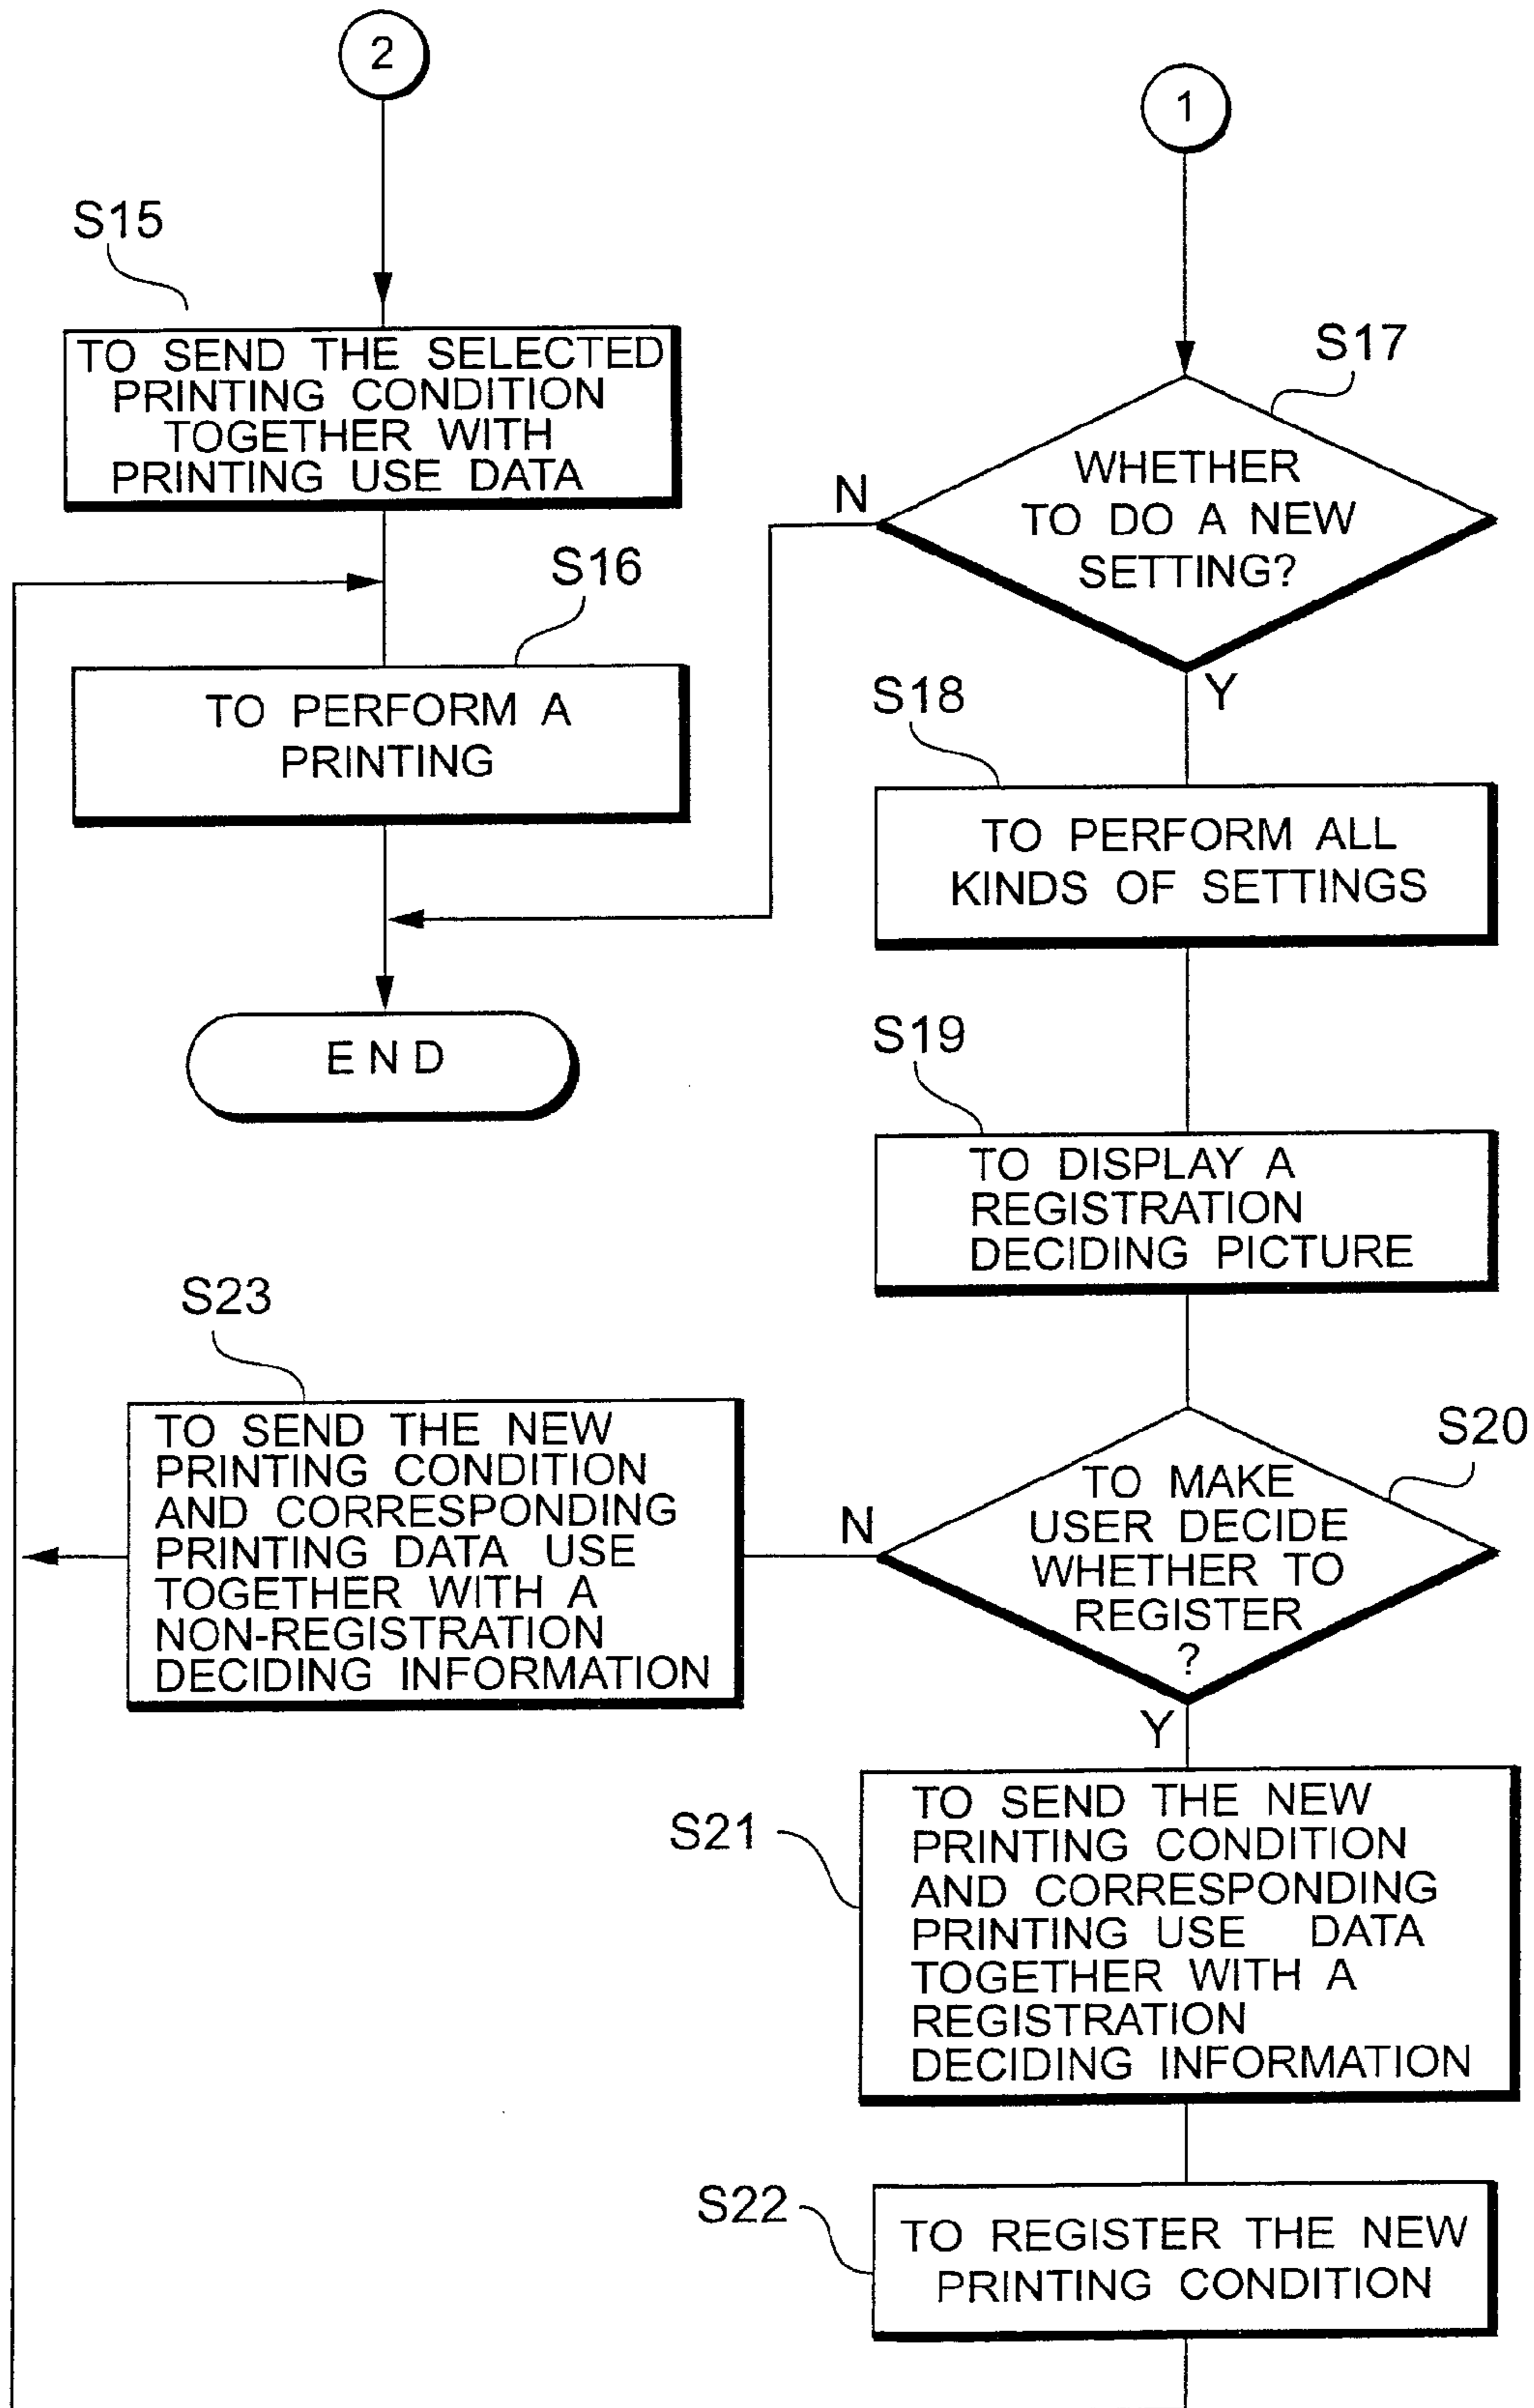 2
S15
TO SEND THE SELECTED
PRINTING CONDITION
TOGETHER WITH
PRINTING USE DATA
S16
TO PERFORM A
PRINTING
END
1
S17
WHETHER
TO DO A NEW
SETTING?
N
Y
S18
TO PERFORM ALL
KINDS OF SETTINGS
S19
TO DISPLAY A
REGISTRATION
DECIDING PICTURE
S20
TO MAKE
USER DECIDE
WHETHER TO
REGISTER
?
N
Y
S23
TO SEND THE NEW
PRINTING CONDITION
AND CORRESPONDING
PRINTING DATA USE
TOGETHER WITH A
NON-REGISTRATION
DECIDING INFORMATION
S21
TO SEND THE NEW
PRINTING CONDITION
AND CORRESPONDING
PRINTING USE DATA
TOGETHER WITH A
REGISTRATION
DECIDING INFORMATION
S22
TO REGISTER THE NEW
PRINTING CONDITION